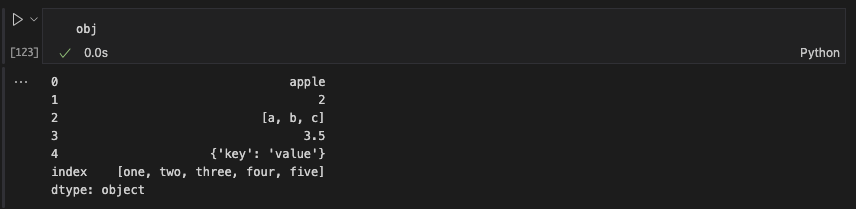 obj
[123] 0.0s Python
0 apple
1 2
2 [a, b, c]
3 3.5
4 {'key': 'value'}
index [one, two, three, four, five]
dtype: object